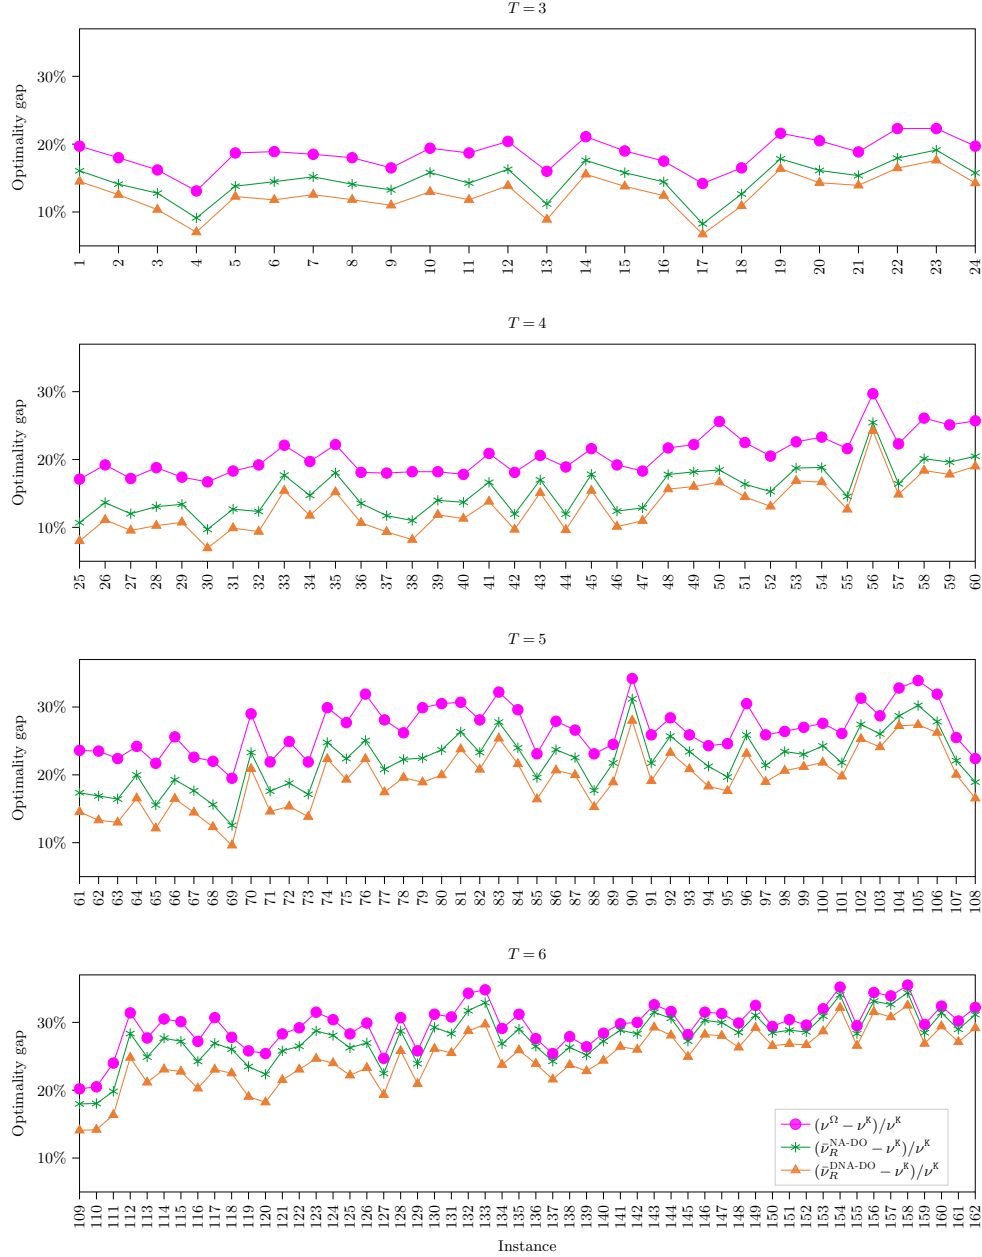 T = 3
Optimality gap
30%
20%
10%
1 2 3 4 5 6 7 8 9 10 11 12 13 14 15 16 17 18 19 20 21 22 23 24
T = 4
Optimality gap
30%
20%
10%
25 26 27 28 29 30 31 32 33 34 35 36 37 38 39 40 41 42 43 44 45 46 47 48 49 50 51 52 53 54 55 56 57 58 59 60
T = 5
Optimality gap
30%
20%
10%
61 62 63 64 65 66 67 68 69 70 71 72 73 74 75 76 77 78 79 80 81 82 83 84 85 86 87 88 89 90 91 92 93 94 95 96 97 98 99 100 101 102 103 104 105 106 107 108
T = 6
Optimality gap
30%
20%
10%
(ν^Ω − ν^K)/ν^K
(ν̄_R^NA-DO − ν^K)/ν^K
(ν̄_R^DNA-DO − ν^K)/ν^K
109 110 111 112 113 114 115 116 117 118 119 120 121 122 123 124 125 126 127 128 129 130 131 132 133 134 135 136 137 138 139 140 141 142 143 144 145 146 147 148 149 150 151 152 153 154 155 156 157 158 159 160 161 162
Instance